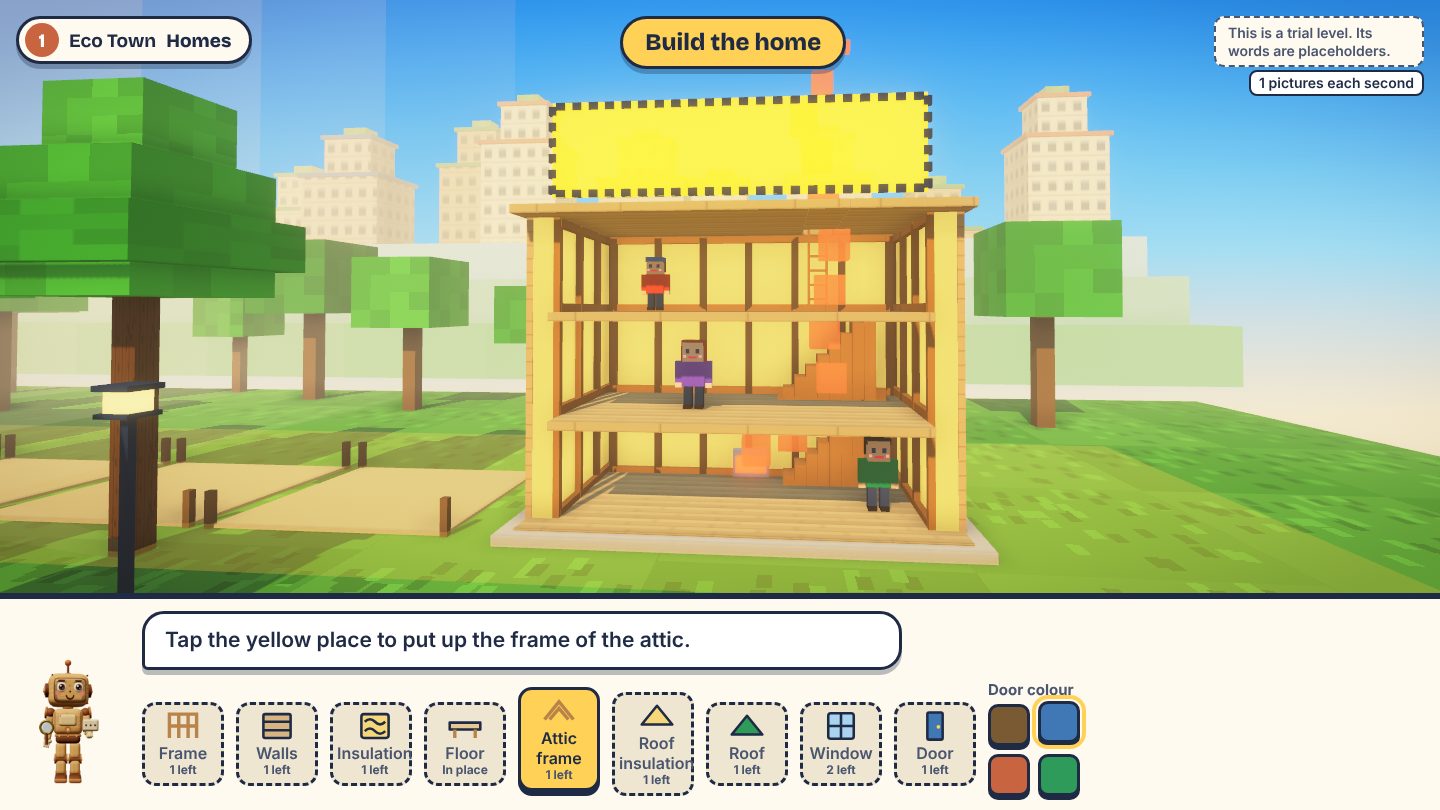 1 Eco Town Homes
Build the home
This is a trial level. Its
words are placeholders.
1 pictures each second
Tap the yellow place to put up the frame of the attic.
Frame
1 left
Walls
1 left
Insulation
1 left
Floor
In place
Attic
frame
1 left
Roof
insulation
1 left
Roof
1 left
Window
2 left
Door
1 left
Door colour